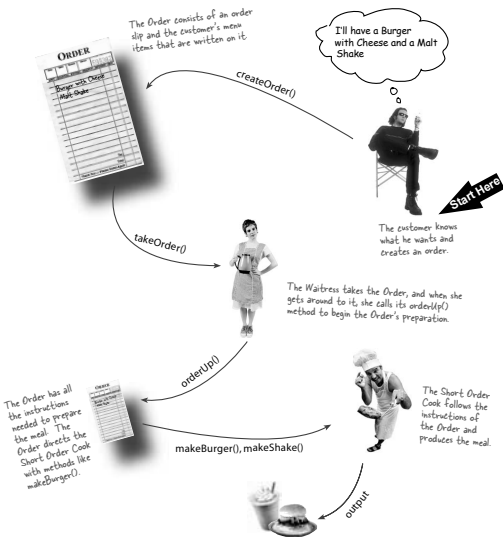 The Order consists of an order
slip and the customer's menu
items that are written on it.
I'll have a Burger
with Cheese and a Malt
Shake
ORDER
Burger with Cheese
Malt Shake
createOrder()
Start Here
The customer knows
what he wants and
creates an order.
takeOrder()
The Waitress takes the Order, and when she
gets around to it, she calls its orderUp()
method to begin the Order's preparation.
orderUp()
The Order has all
the instructions
needed to prepare
the meal. The
Order directs the
Short Order Cook
with methods like
makeBurger().
ORDER
makeBurger(), makeShake()
The Short Order
Cook follows the
instructions of
the Order and
produces the meal.
output